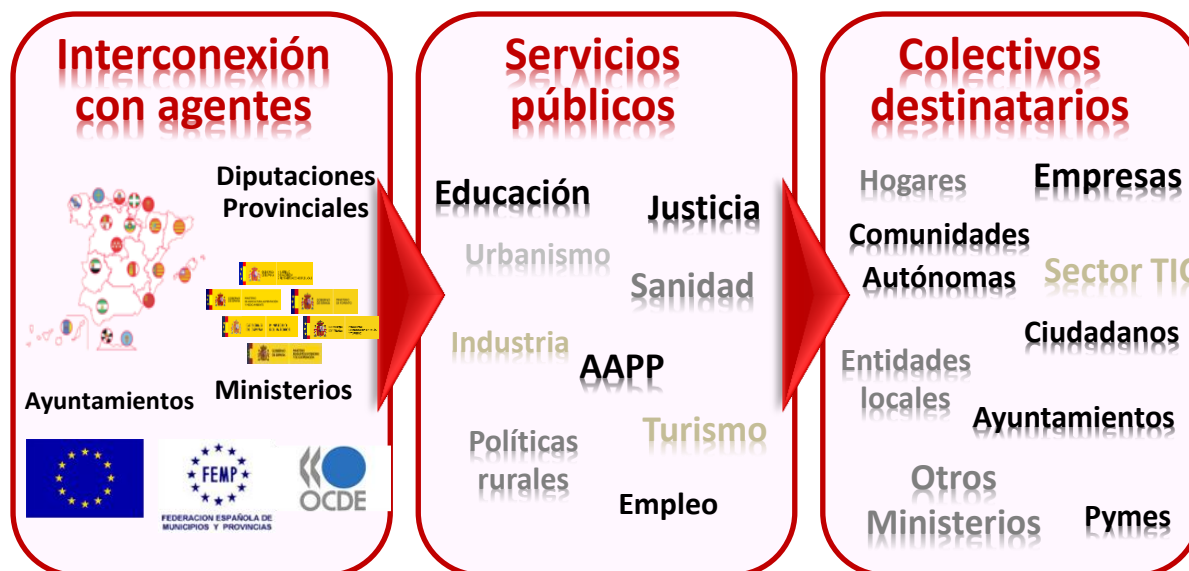 Interconexión
con agentes
Diputaciones
Provinciales
Ministerios
Ayuntamientos
FEMP
FEDERACION ESPAÑOLA DE
MUNICIPIOS Y PROVINCIAS
OCDE
Servicios
públicos
Educación
Justicia
Urbanismo
Sanidad
Industria
AAPP
Turismo
Políticas
rurales
Empleo
Colectivos
destinatarios
Hogares
Empresas
Comunidades
Autónomas
Sector TIC
Ciudadanos
Entidades
locales
Ayuntamientos
Otros
Ministerios
Pymes